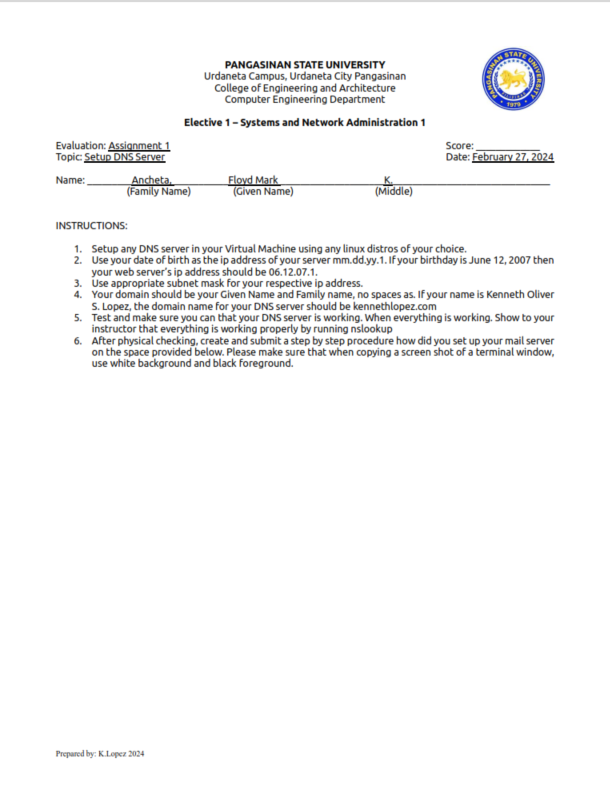 PANGASINAN STATE UNIVERSITY
Urdaneta Campus, Urdaneta City Pangasinan
College of Engineering and Architecture
Computer Engineering Department
PANGASINAN STATE UNIVERSITY
1979
Elective 1 – Systems and Network Administration 1
Evaluation: Assignment 1
Score: ____________
Topic: Setup DNS Server
Date: February 27, 2024
Name: Ancheta, Floyd Mark K.
(Family Name) (Given Name) (Middle)
INSTRUCTIONS:
1. Setup any DNS server in your Virtual Machine using any linux distros of your choice.
2. Use your date of birth as the ip address of your server mm.dd.yy.1. If your birthday is June 12, 2007 then
your web server's ip address should be 06.12.07.1.
3. Use appropriate subnet mask for your respective ip address.
4. Your domain should be your Given Name and Family name, no spaces as. If your name is Kenneth Oliver
S. Lopez, the domain name for your DNS server should be kennethlopez.com
5. Test and make sure you can that your DNS server is working. When everything is working. Show to your
instructor that everything is working properly by running nslookup
6. After physical checking, create and submit a step by step procedure how did you set up your mail server
on the space provided below. Please make sure that when copying a screen shot of a terminal window,
use white background and black foreground.
Prepared by: K.Lopez 2024